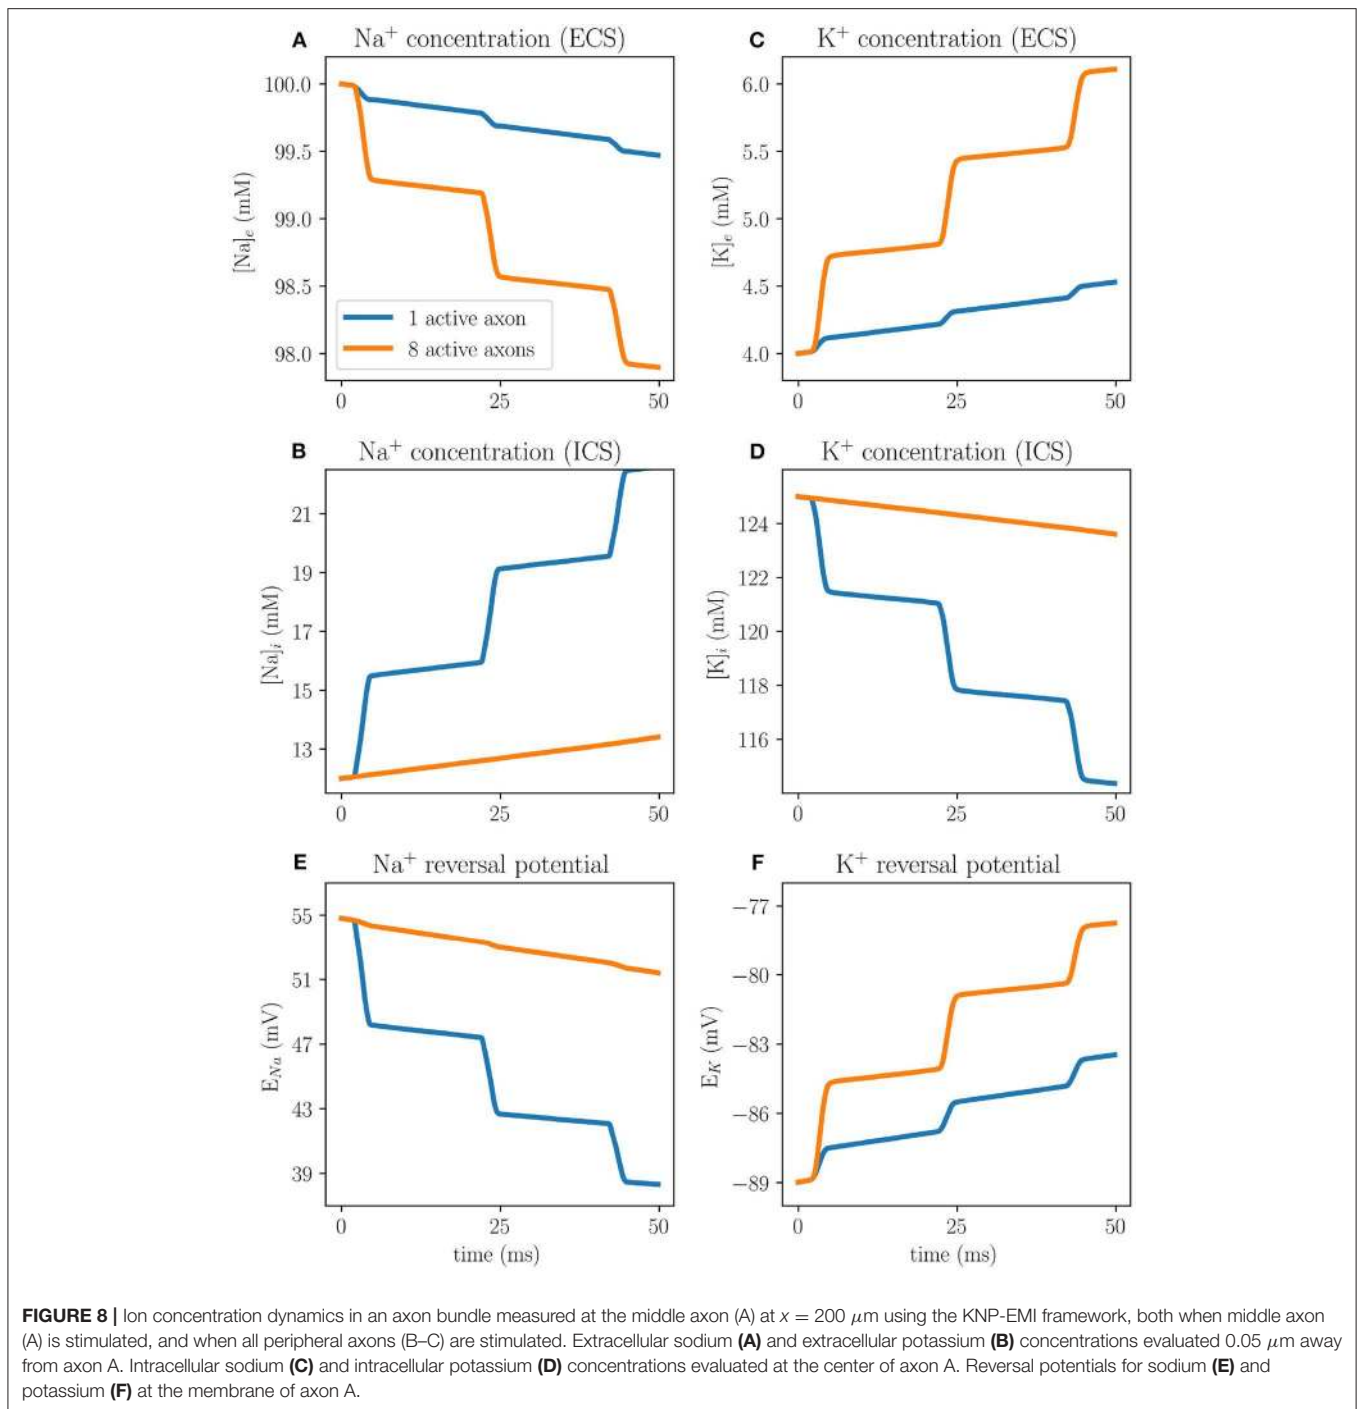 A Na⁺ concentration (ECS)
C K⁺ concentration (ECS)
100.0
99.5
99.0
98.5
98.0
[Na]ₑ (mM)
1 active axon
8 active axons
0 25 50
6.0
5.5
5.0
4.5
4.0
[K]ₑ (mM)
0 25 50
B Na⁺ concentration (ICS)
D K⁺ concentration (ICS)
21
19
17
15
13
[Na]ᵢ (mM)
0 25 50
124
122
120
118
116
[K]ᵢ (mM)
0 25 50
E Na⁺ reversal potential
F K⁺ reversal potential
55
51
47
43
39
E_Na (mV)
0 25 50
time (ms)
−77
−80
−83
−86
−89
E_K (mV)
0 25 50
time (ms)
FIGURE 8 | Ion concentration dynamics in an axon bundle measured at the middle axon (A) at x = 200 μm using the KNP-EMI framework, both when middle axon
(A) is stimulated, and when all peripheral axons (B–C) are stimulated. Extracellular sodium (A) and extracellular potassium (B) concentrations evaluated 0.05 μm away
from axon A. Intracellular sodium (C) and intracellular potassium (D) concentrations evaluated at the center of axon A. Reversal potentials for sodium (E) and
potassium (F) at the membrane of axon A.